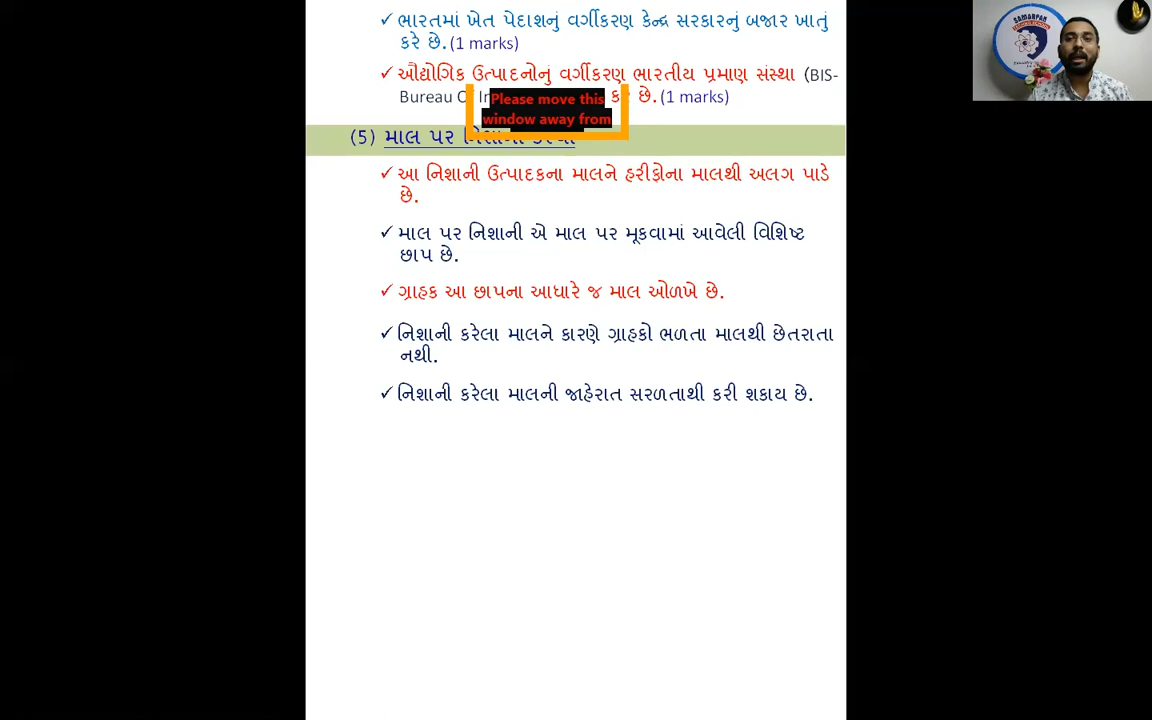 ✓ ભારતમાં ખેત પેદાશનું વર્ગીકરણ કેન્દ્ર સરકારનું બજાર ખાતું
કરે છે. (1 marks)
✓ ઔદ્યોગિક ઉત્પાદનોનું વર્ગીકરણ ભારતીય પ્રમાણ સંસ્થા (BIS-
Bureau કરે છે. (1 marks)
Please move this
window away from
(5) માલ પર
✓ આ નિશાની ઉત્પાદકના માલને હરીફોના માલથી અલગ પાડે
છે.
✓ માલ પર નિશાની એ માલ પર મૂકવામાં આવેલી વિશિષ્ટ
છાપ છે.
✓ ગ્રાહક આ છાપના આધારે જ માલ ઓળખે છે.
✓ નિશાની કરેલા માલને કારણે ગ્રાહકો ભળતા માલથી છેતરાતા
નથી.
✓ નિશાની કરેલા માલની જાહેરાત સરળતાથી કરી શકાય છે.
SAMARPAN